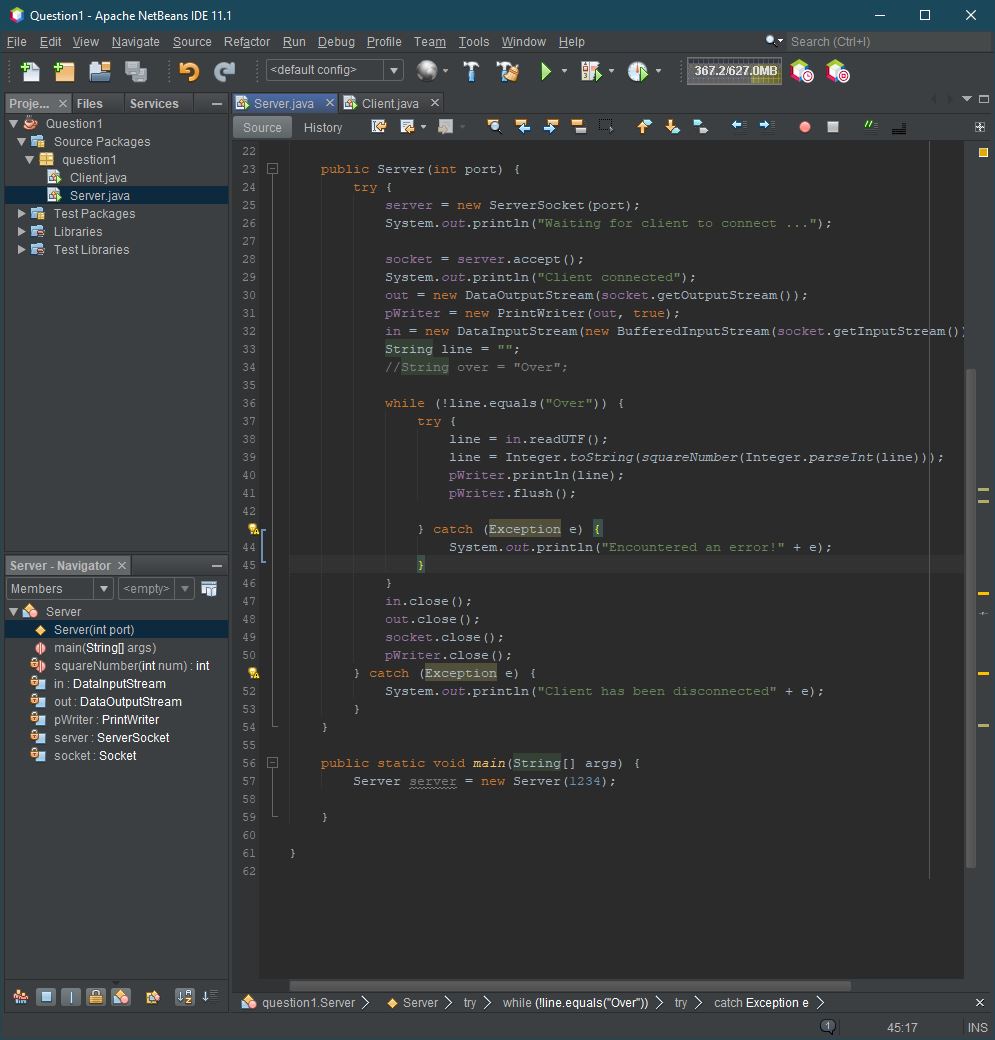 Question1 - Apache NetBeans IDE 11.1
File Edit View Navigate Source Refactor Run Debug Profile Team Tools Window Help
Search (Ctrl+I)
<default config>
367.2/627.0MB
Proje... Files Services
Question1
Source Packages
question1
Client.java
Server.java
Test Packages
Libraries
Test Libraries
Server - Navigator
Members <empty>
Server
Server(int port)
main(String[] args)
squareNumber(int num) : int
in : DataInputStream
out : DataOutputStream
pWriter : PrintWriter
server : ServerSocket
socket : Socket
Server.java Client.java
Source History
22
23 public Server(int port) {
24 try {
25 server = new ServerSocket(port);
26 System.out.println("Waiting for client to connect ...");
27
28 socket = server.accept();
29 System.out.println("Client connected");
30 out = new DataOutputStream(socket.getOutputStream());
31 pWriter = new PrintWriter(out, true);
32 in = new DataInputStream(new BufferedInputStream(socket.getInputStream())
33 String line = "";
34 //String over = "Over";
35
36 while (!line.equals("Over")) {
37 try {
38 line = in.readUTF();
39 line = Integer.toString(squareNumber(Integer.parseInt(line)));
40 pWriter.println(line);
41 pWriter.flush();
42
} catch (Exception e) {
44 System.out.println("Encountered an error!" + e);
45 }
46 }
47 in.close();
48 out.close();
49 socket.close();
50 pWriter.close();
} catch (Exception e) {
52 System.out.println("Client has been disconnected" + e);
53 }
54 }
55
56 public static void main(String[] args) {
57 Server server = new Server(1234);
58
59 }
60
61 }
62
question1.Server Server try while (!line.equals("Over")) try catch Exception e
1 45:17 INS